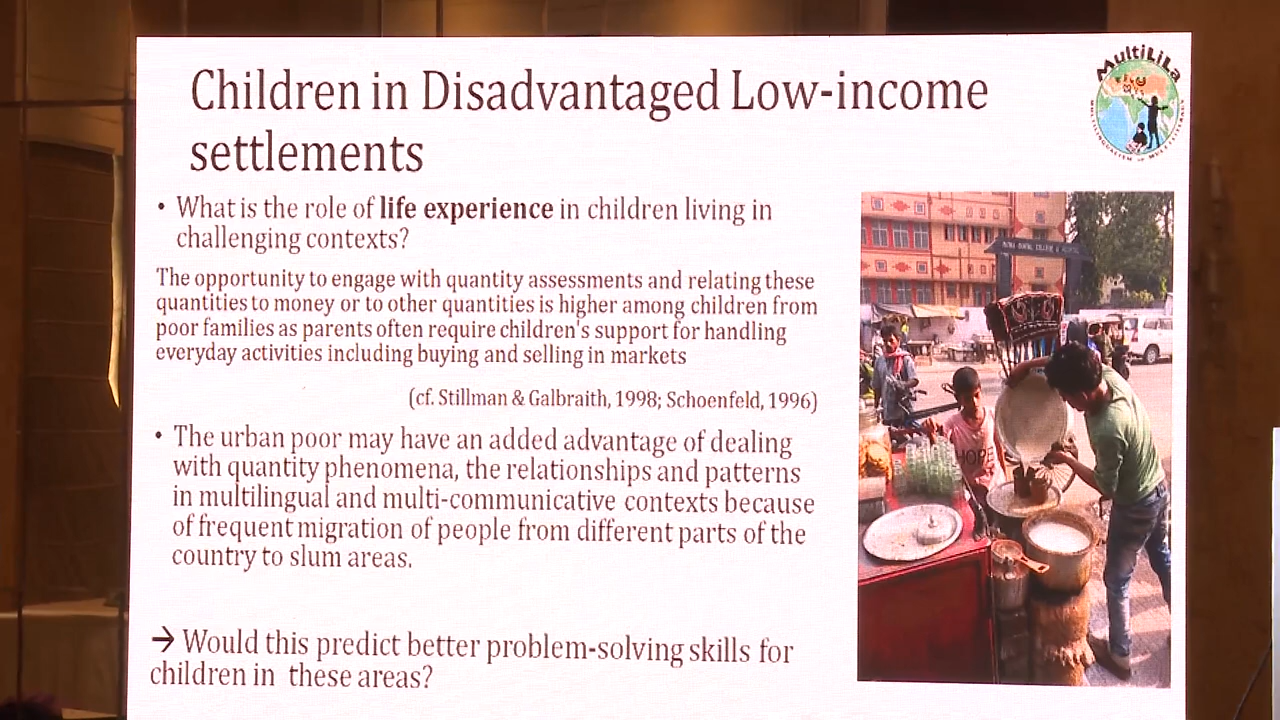 Children in Disadvantaged Low-income
settlements
MultiLila
• What is the role of life experience in children living in
challenging contexts?
The opportunity to engage with quantity assessments and relating these
quantities to money or to other quantities is higher among children from
poor families as parents often require children's support for handling
everyday activities including buying and selling in markets
(cf. Stillman & Galbraith, 1998; Schoenfeld, 1996)
• The urban poor may have an added advantage of dealing
with quantity phenomena, the relationships and patterns
in multilingual and multi-communicative contexts because
of frequent migration of people from different parts of the
country to slum areas.
→ Would this predict better problem-solving skills for
children in these areas?
HOPE